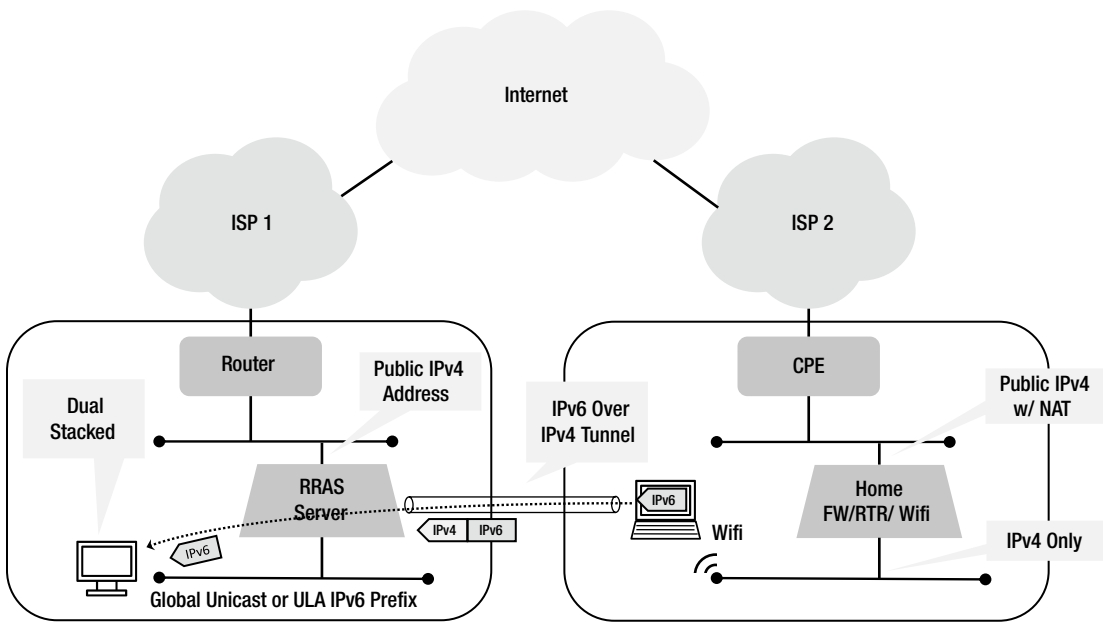 Internet
ISP 1
ISP 2
Router
CPE
Public IPv4
Address
Public IPv4
w/ NAT
Dual
Stacked
IPv6 Over
IPv4 Tunnel
RRAS
Server
Home
FW/RTR/ Wifi
IPv6
IPv4
IPv6
Wifi
IPv4 Only
IPv6
Global Unicast or ULA IPv6 Prefix